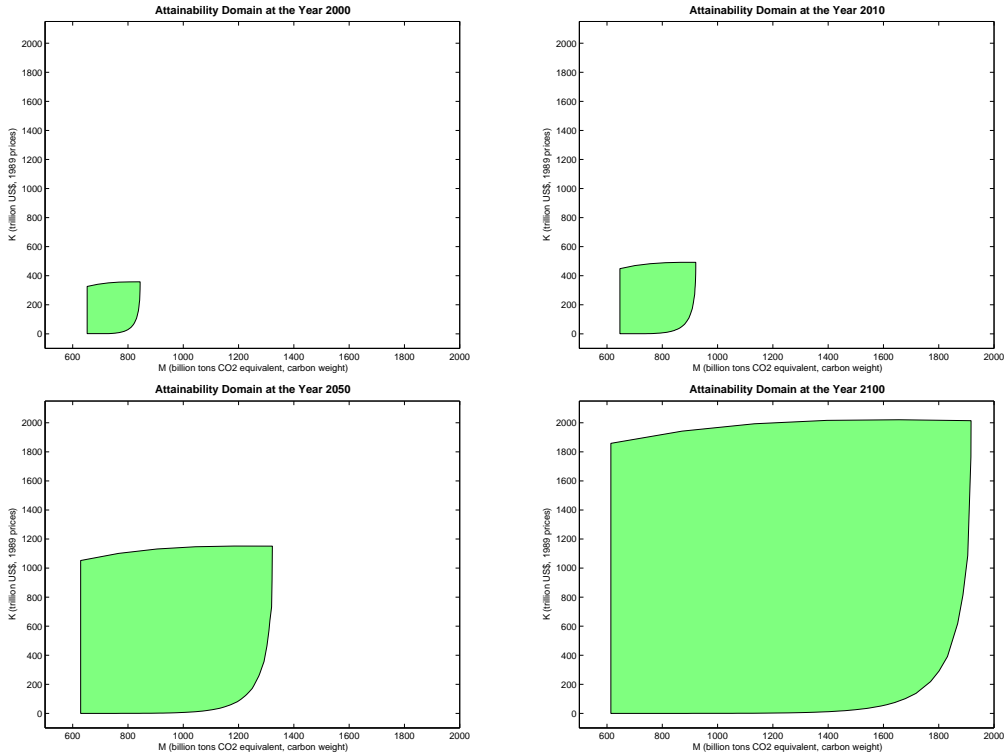 Attainability Domain at the Year 2000
2000
1800
1600
1400
1200
1000
800
600
400
200
0
K (trillion US$, 1989 prices)
600 800 1000 1200 1400 1600 1800 2000
M (billion tons CO2 equivalent, carbon weight)
Attainability Domain at the Year 2010
2000
1800
1600
1400
1200
1000
800
600
400
200
0
K (trillion US$, 1989 prices)
600 800 1000 1200 1400 1600 1800 2000
M (billion tons CO2 equivalent, carbon weight)
Attainability Domain at the Year 2050
2000
1800
1600
1400
1200
1000
800
600
400
200
0
K (trillion US$, 1989 prices)
600 800 1000 1200 1400 1600 1800 2000
M (billion tons CO2 equivalent, carbon weight)
Attainability Domain at the Year 2100
2000
1800
1600
1400
1200
1000
800
600
400
200
0
K (trillion US$, 1989 prices)
600 800 1000 1200 1400 1600 1800 2000
M (billion tons CO2 equivalent, carbon weight)